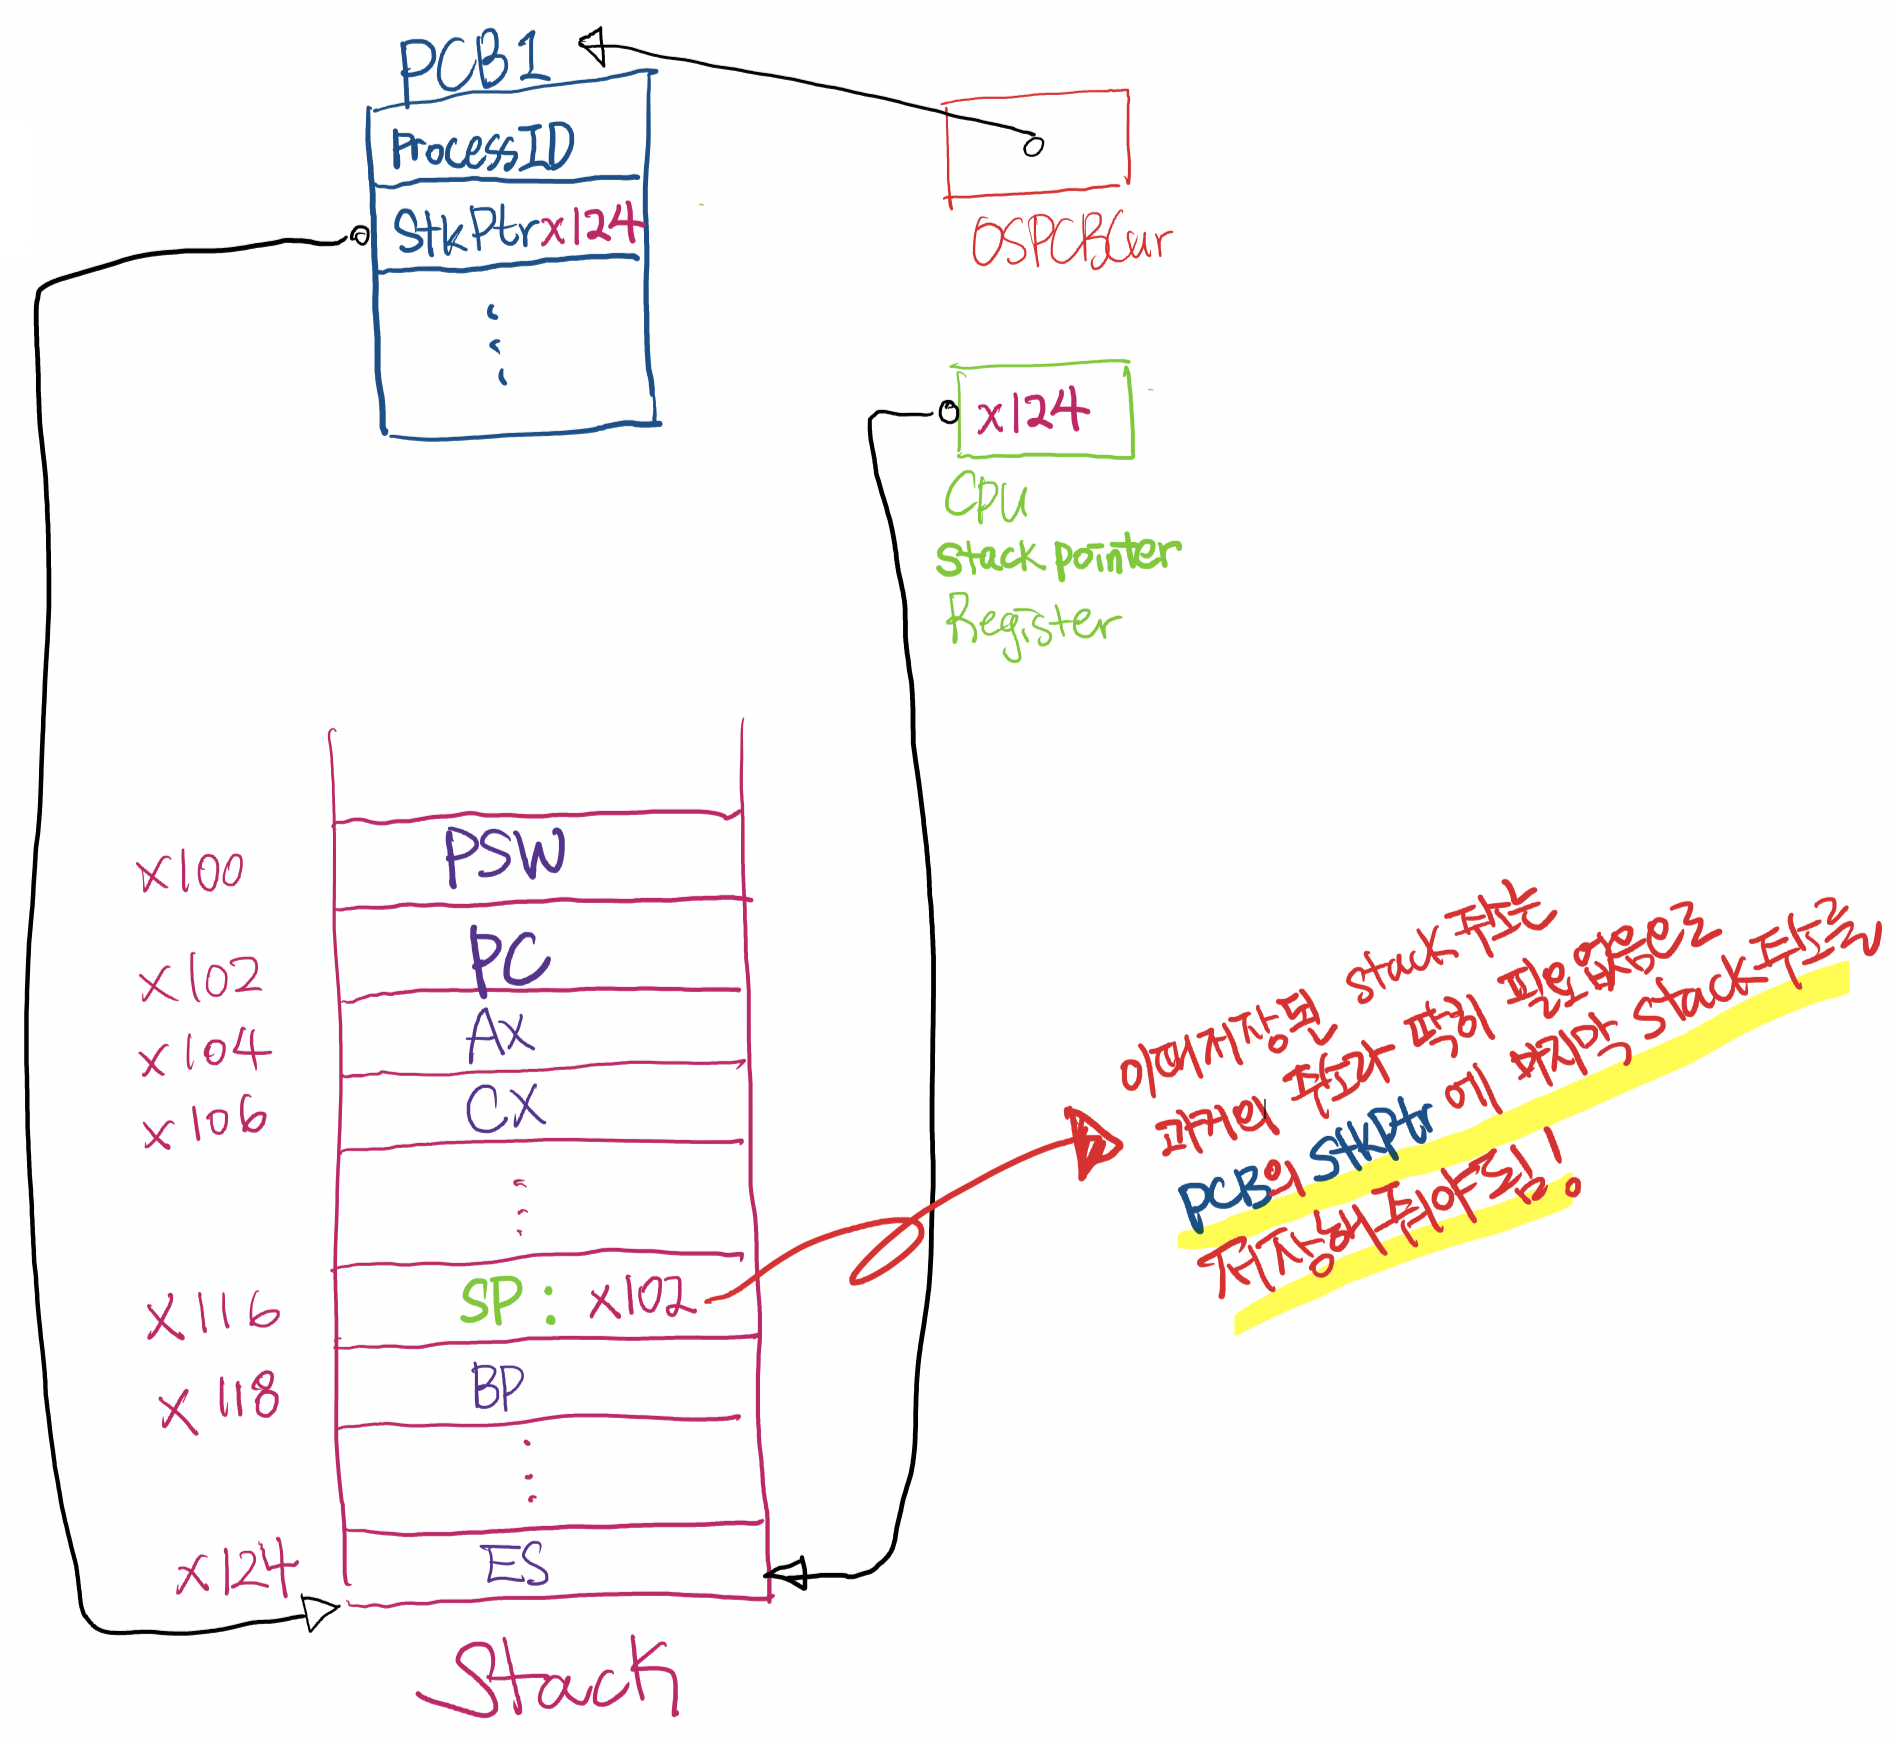 PCB1
ProcessID
StkPtr x124
OSPCBCur
x124
CPU
stack pointer
Register
x100 PSW
x102 PC
x104 AX
x106 CX
x116 SP : x102
x118 BP
x124 ES
Stack
이때 저장된 stack 주소는
과거의 주소라 딱히 필요 없음으로
PCB의 StkPtr에 마지막 stack 주소를
저장해 줘야 됨!